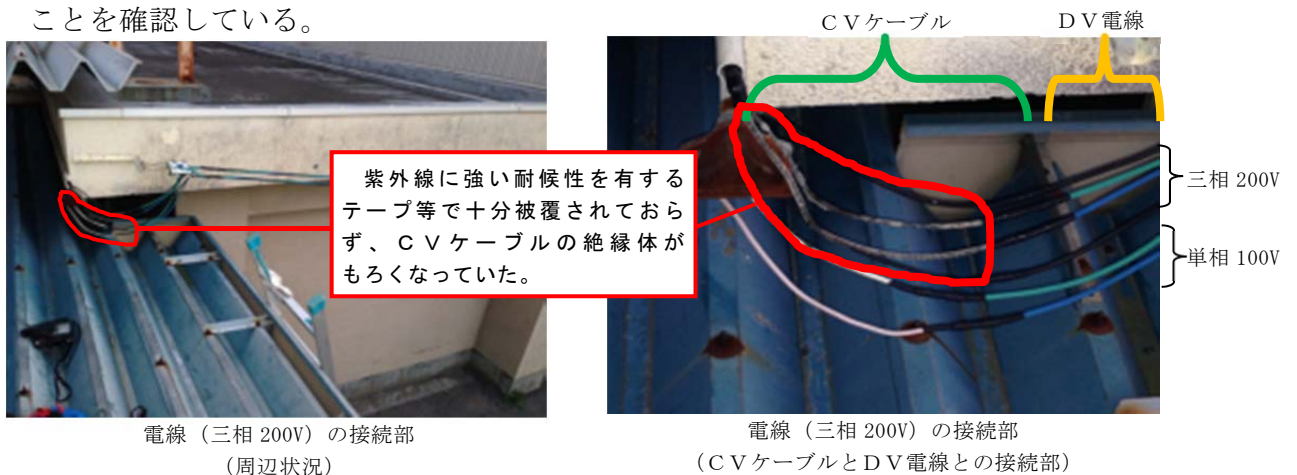 ことを確認している。
CVケーブル
DV電線
紫外線に強い耐候性を有する
テープ等で十分被覆されておら
ず、CVケーブルの絶縁体が
もろくなっていた。
三相 200V
単相 100V
電線(三相 200V)の接続部
(周辺状況)
電線(三相 200V)の接続部
(CVケーブルとDV電線との接続部)